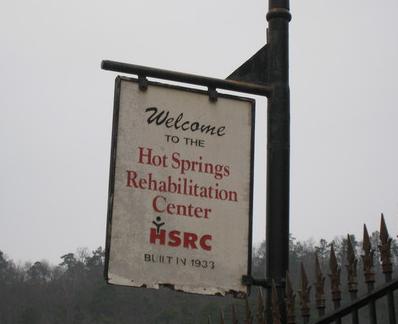 Welcome
TO THE
Hot Springs
Rehabilitation
Center
HSRC
BUILT IN 1933